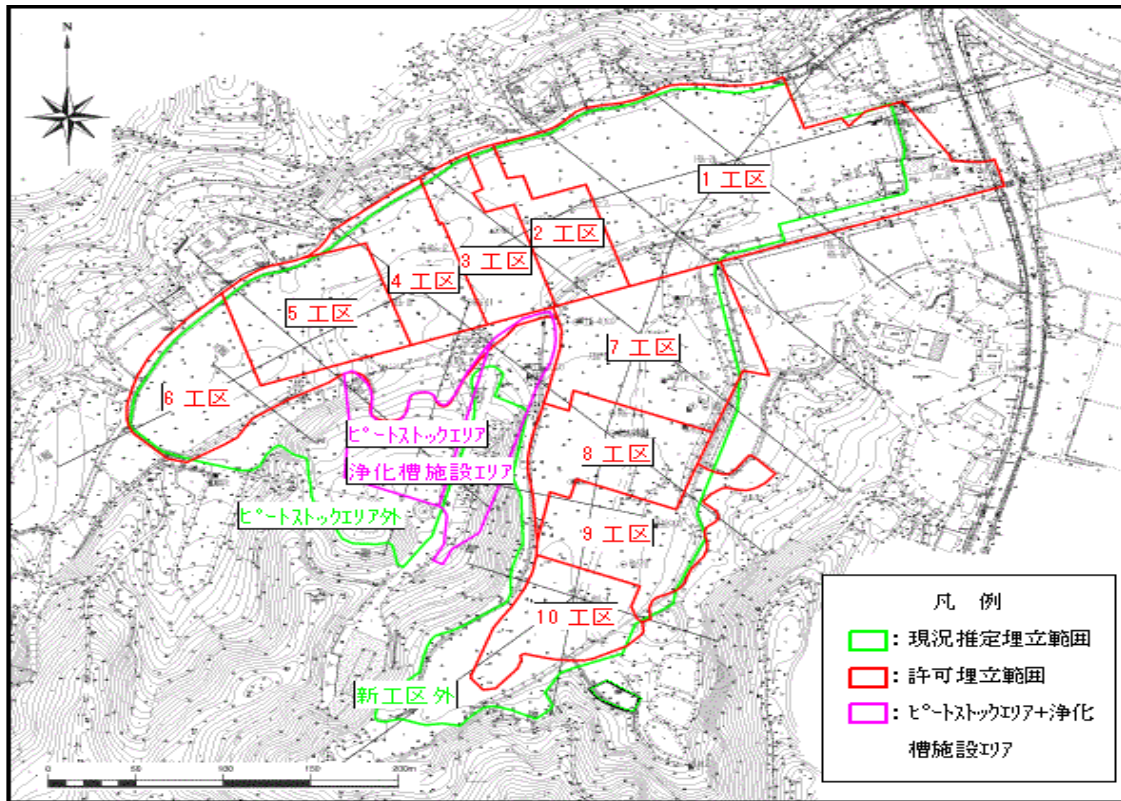 N
1 工区
2 工区
3 工区
4 工区
5 工区
6 工区
7 工区
8 工区
9 工区
10 工区
ピートストックエリア
浄化槽施設エリア
ピートストックエリア外
新工区外
凡 例
: 現況推定埋立範囲
: 許可埋立範囲
: ピートストックエリア+浄化
槽施設エリア
0 50 100 150 200m